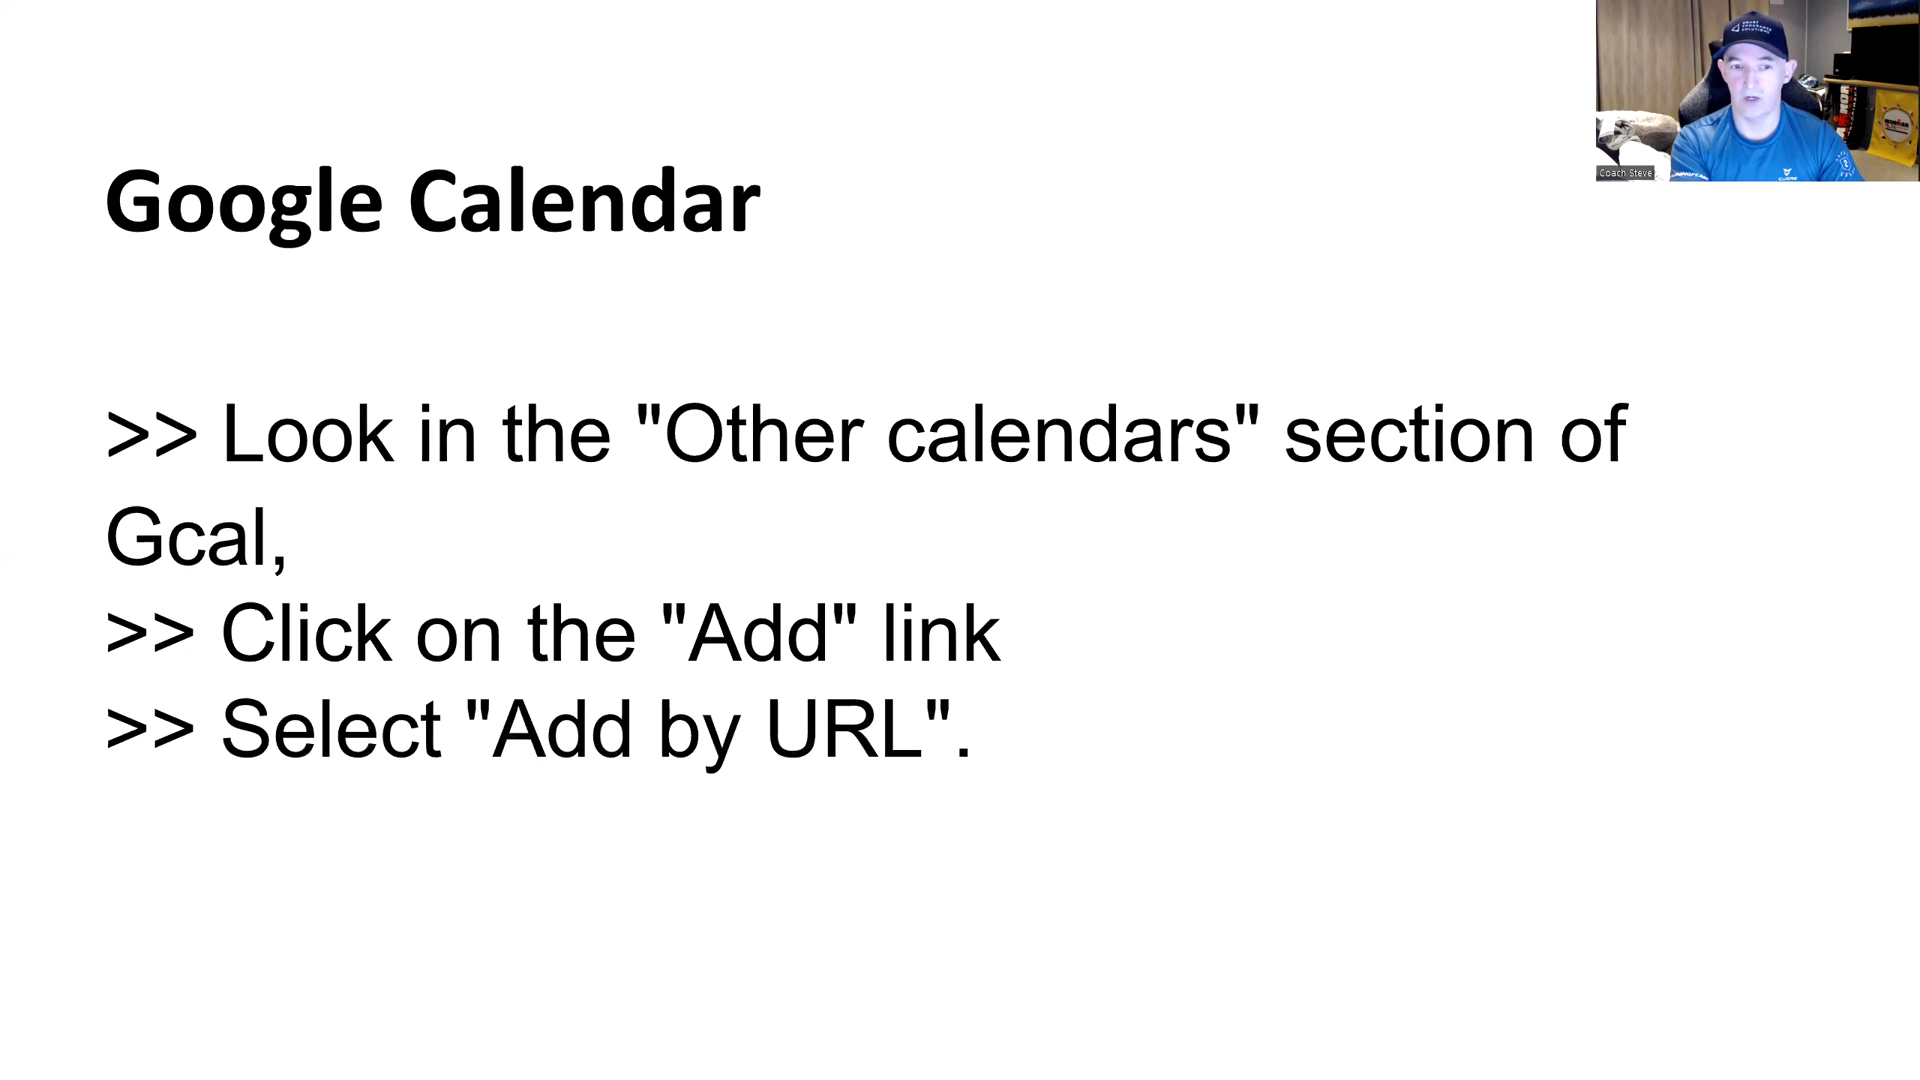 Google Calendar
>> Look in the "Other calendars" section of
Gcal,
>> Click on the "Add" link
>> Select "Add by URL".
Coach Steve